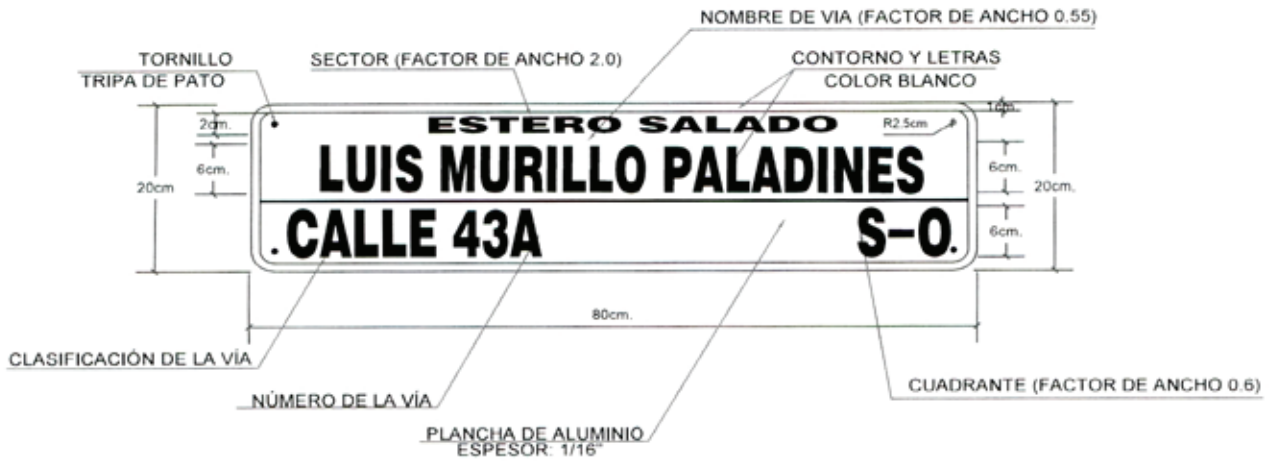 NOMBRE DE VIA (FACTOR DE ANCHO 0.55)
TORNILLO
TRIPA DE PATO
SECTOR (FACTOR DE ANCHO 2.0)
CONTORNO Y LETRAS
COLOR BLANCO
1cm.
2cm.
ESTERO SALADO
R2.5cm
6cm.
LUIS MURILLO PALADINES
6cm.
20cm
20cm.
CALLE 43A
S-O
6cm.
80cm.
CLASIFICACIÓN DE LA VÍA
NÚMERO DE LA VÍA
CUADRANTE (FACTOR DE ANCHO 0.6)
PLANCHA DE ALUMINIO
ESPESOR: 1/16"